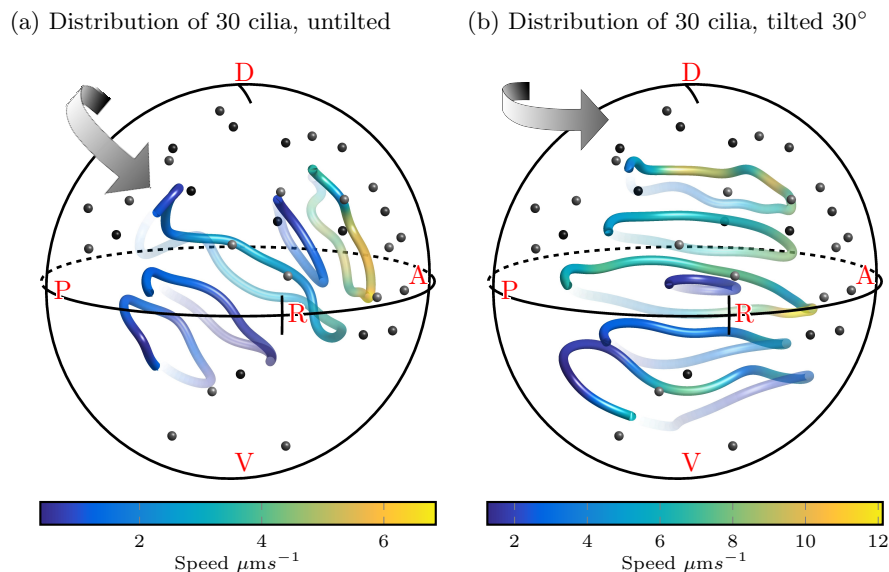 (a) Distribution of 30 cilia, untilted
(b) Distribution of 30 cilia, tilted 30°
D
D
A
A
P
P
R
R
V
V
2 4 6
2 4 6 8 10 12
Speed μms⁻¹
Speed μms⁻¹